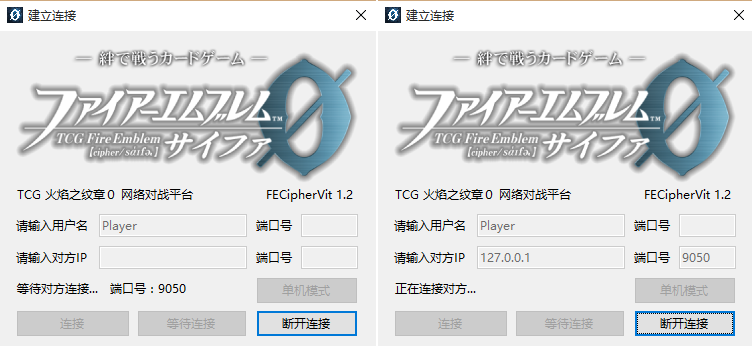 建立连接
— 絆で戦うカードゲーム —
ファイアーエムブレム™
TCG Fire Emblem
【cipher/sáifə】
サイファ
0
TCG 火焰之纹章0 网络对战平台 FECipherVit 1.2
请输入用户名 Player 端口号
请输入对方IP 端口号
等待对方连接... 端口号：9050
单机模式
连接 等待连接 断开连接
建立连接
— 絆で戦うカードゲーム —
ファイアーエムブレム™
TCG Fire Emblem
【cipher/sáifə】
サイファ
0
TCG 火焰之纹章0 网络对战平台 FECipherVit 1.2
请输入用户名 Player 端口号
请输入对方IP 127.0.0.1 端口号 9050
正在连接对方...
单机模式
连接 等待连接 断开连接